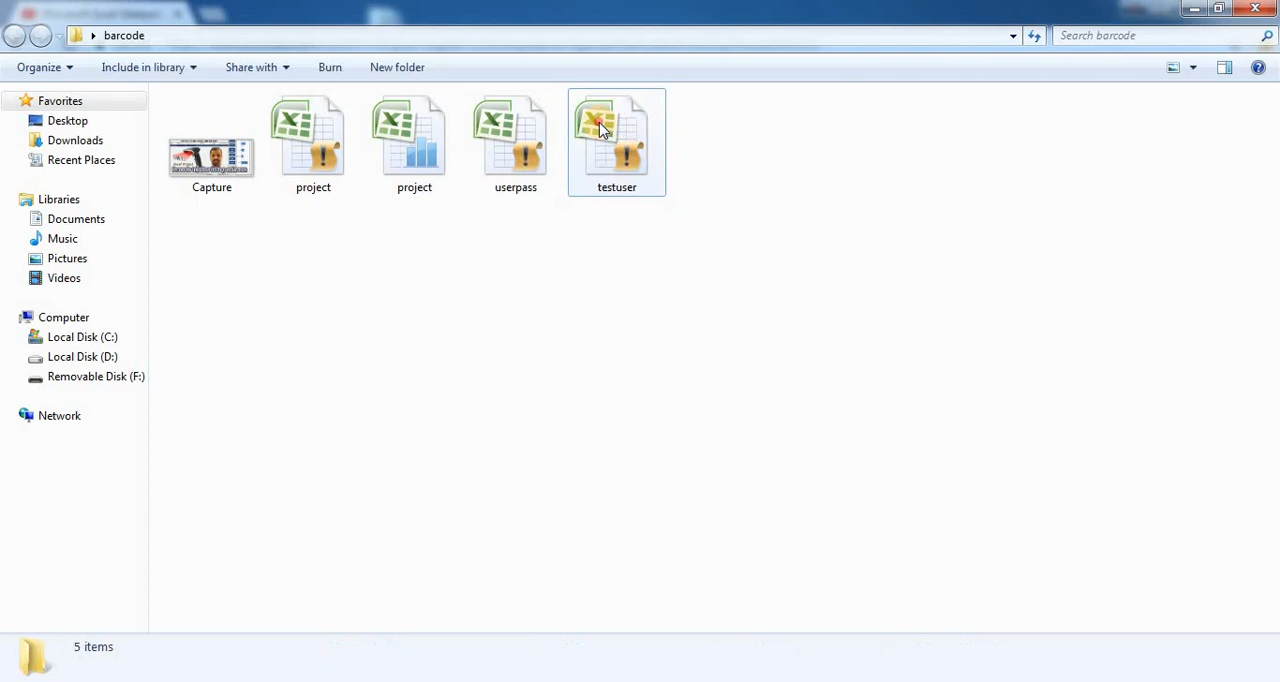 barcode
Search barcode
Organize
Include in library
Share with
Burn
New folder
Favorites
Desktop
Downloads
Recent Places
Libraries
Documents
Music
Pictures
Videos
Computer
Local Disk (C:)
Local Disk (D:)
Removable Disk (F:)
Network
Capture
project
project
userpass
testuser
5 items